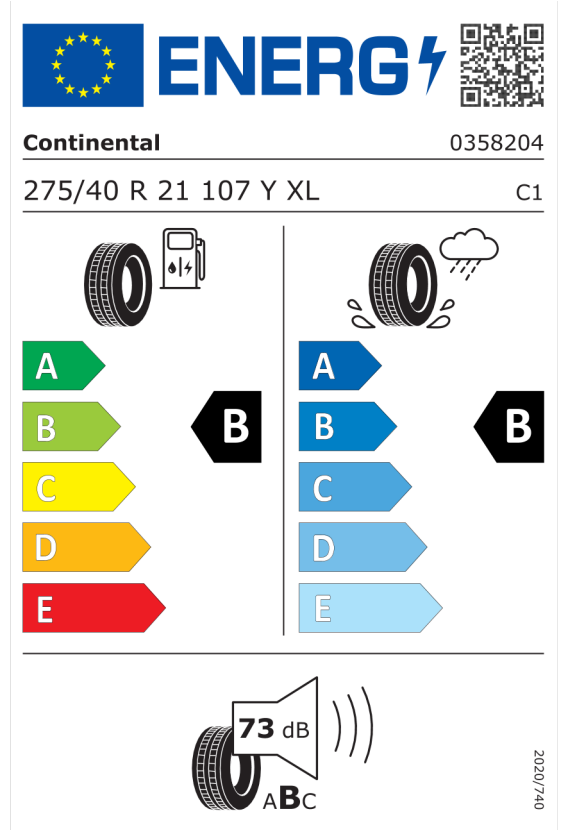 ENERG
Continental 0358204
275/40 R 21 107 Y XL C1
A A
B B B B
C C
D D
E E
73 dB
ABC
2020/740